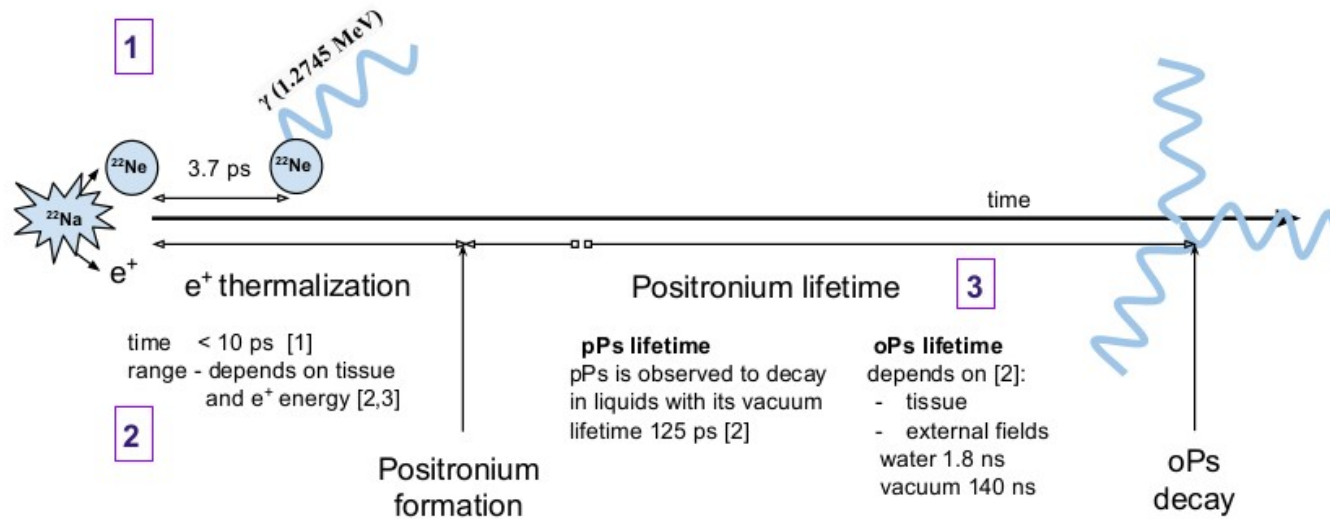 1
γ (1.2745 MeV)
²²Ne
3.7 ps
²²Ne
²²Na
time
e⁺
e⁺ thermalization
Positronium lifetime
3
time < 10 ps [1]
range - depends on tissue
and e⁺ energy [2,3]
2
pPs lifetime
pPs is observed to decay
in liquids with its vacuum
lifetime 125 ps [2]
oPs lifetime
depends on [2]:
- tissue
- external fields
water 1.8 ns
vacuum 140 ns
Positronium
formation
oPs
decay